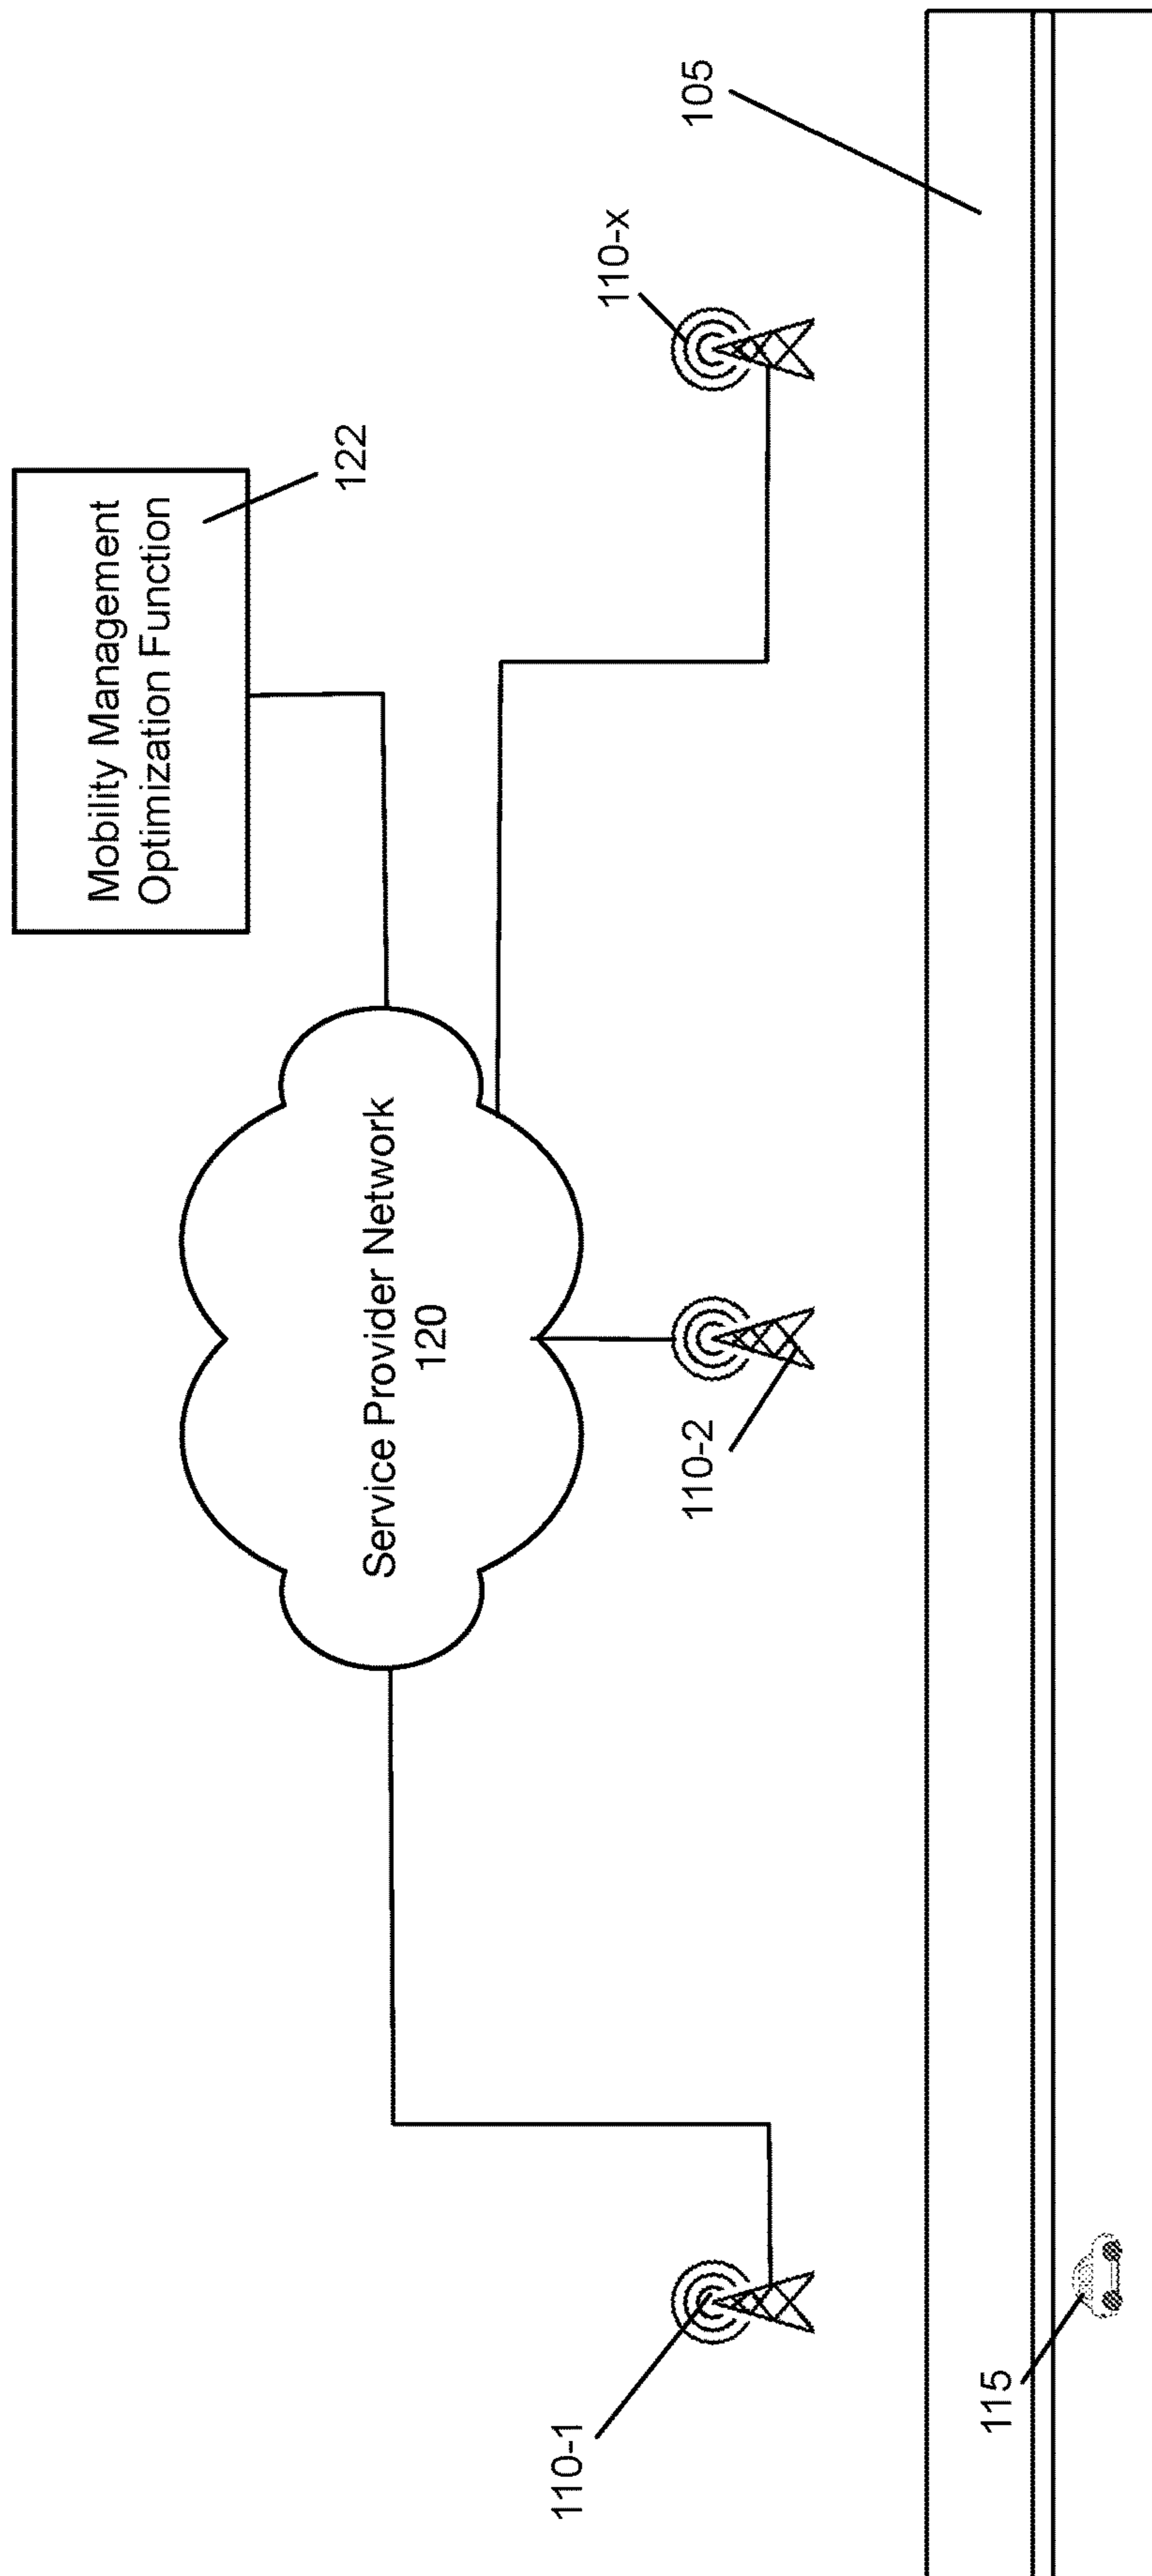 Mobility Management
Optimization Function
122
Service Provider Network
120
110-1
110-2
110-x
105
115